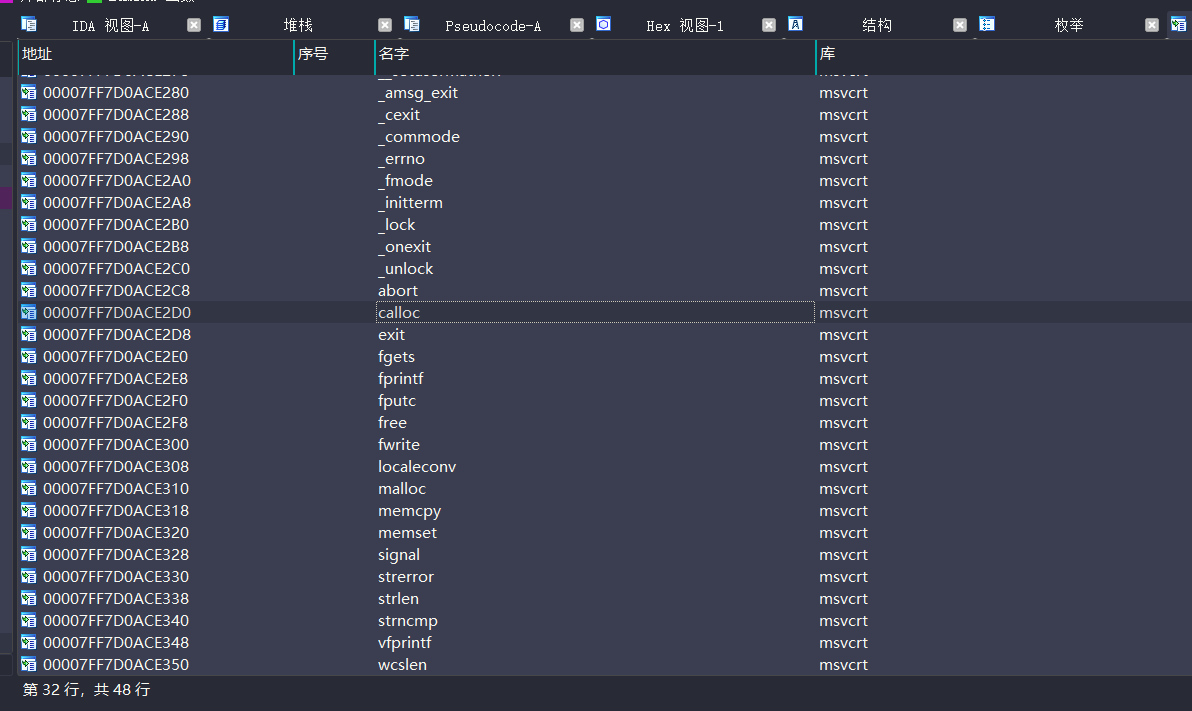 IDA 视图-A 堆栈 Pseudocode-A Hex 视图-1 结构 枚举
地址 序号 名字 库
00007FF7D0ACE280 _amsg_exit msvcrt
00007FF7D0ACE288 _cexit msvcrt
00007FF7D0ACE290 _commode msvcrt
00007FF7D0ACE298 _errno msvcrt
00007FF7D0ACE2A0 _fmode msvcrt
00007FF7D0ACE2A8 _initterm msvcrt
00007FF7D0ACE2B0 _lock msvcrt
00007FF7D0ACE2B8 _onexit msvcrt
00007FF7D0ACE2C0 _unlock msvcrt
00007FF7D0ACE2C8 abort msvcrt
00007FF7D0ACE2D0 calloc msvcrt
00007FF7D0ACE2D8 exit msvcrt
00007FF7D0ACE2E0 fgets msvcrt
00007FF7D0ACE2E8 fprintf msvcrt
00007FF7D0ACE2F0 fputc msvcrt
00007FF7D0ACE2F8 free msvcrt
00007FF7D0ACE300 fwrite msvcrt
00007FF7D0ACE308 localeconv msvcrt
00007FF7D0ACE310 malloc msvcrt
00007FF7D0ACE318 memcpy msvcrt
00007FF7D0ACE320 memset msvcrt
00007FF7D0ACE328 signal msvcrt
00007FF7D0ACE330 strerror msvcrt
00007FF7D0ACE338 strlen msvcrt
00007FF7D0ACE340 strncmp msvcrt
00007FF7D0ACE348 vfprintf msvcrt
00007FF7D0ACE350 wcslen msvcrt
第 32 行，共 48 行